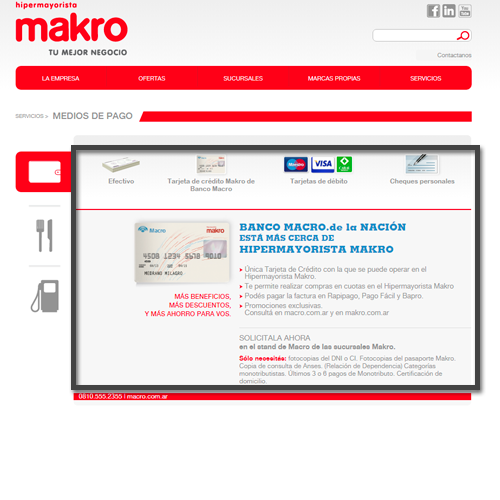 hipermayorista
makro
TU MEJOR NEGOCIO
Contactanos
LA EMPRESA OFERTAS SUCURSALES MARCAS PROPIAS SERVICIOS
SERVICIOS > MEDIOS DE PAGO
Efectivo
Tarjeta de crédito Makro de
Banco Macro
VISA
Tarjetas de débito
Cheques personales
Macro makro
4508 1234 5678 9010
MEDRANO MILAGRO
MÁS BENEFICIOS,
MÁS DESCUENTOS,
Y MÁS AHORRO PARA VOS.
BANCO MACRO.de la NACIÓN
ESTÁ MÁS CERCA DE
HIPERMAYORISTA MAKRO
Única Tarjeta de Crédito con la que se puede operar en el
Hipermayorista Makro.
Te permite realizar compras en cuotas en el Hipermayorista Makro
Podés pagar la factura en Rapipago, Pago Fácil y Bapro.
Promociones exclusivas.
Consultá en macro.com.ar y en makro.com.ar
SOLICITALA AHORA
en el stand de Macro de las sucursales Makro.
Sólo necesitás: fotocopias del DNI o CI. Fotocopias del pasaporte Makro.
Copia de consulta de Anses. (Relación de Dependencia) Categorías
monotributistas. Últimos 3 o 6 pagos de Monotributo. Certificación de
domicilio.
0810.555.2355 | macro.com.ar